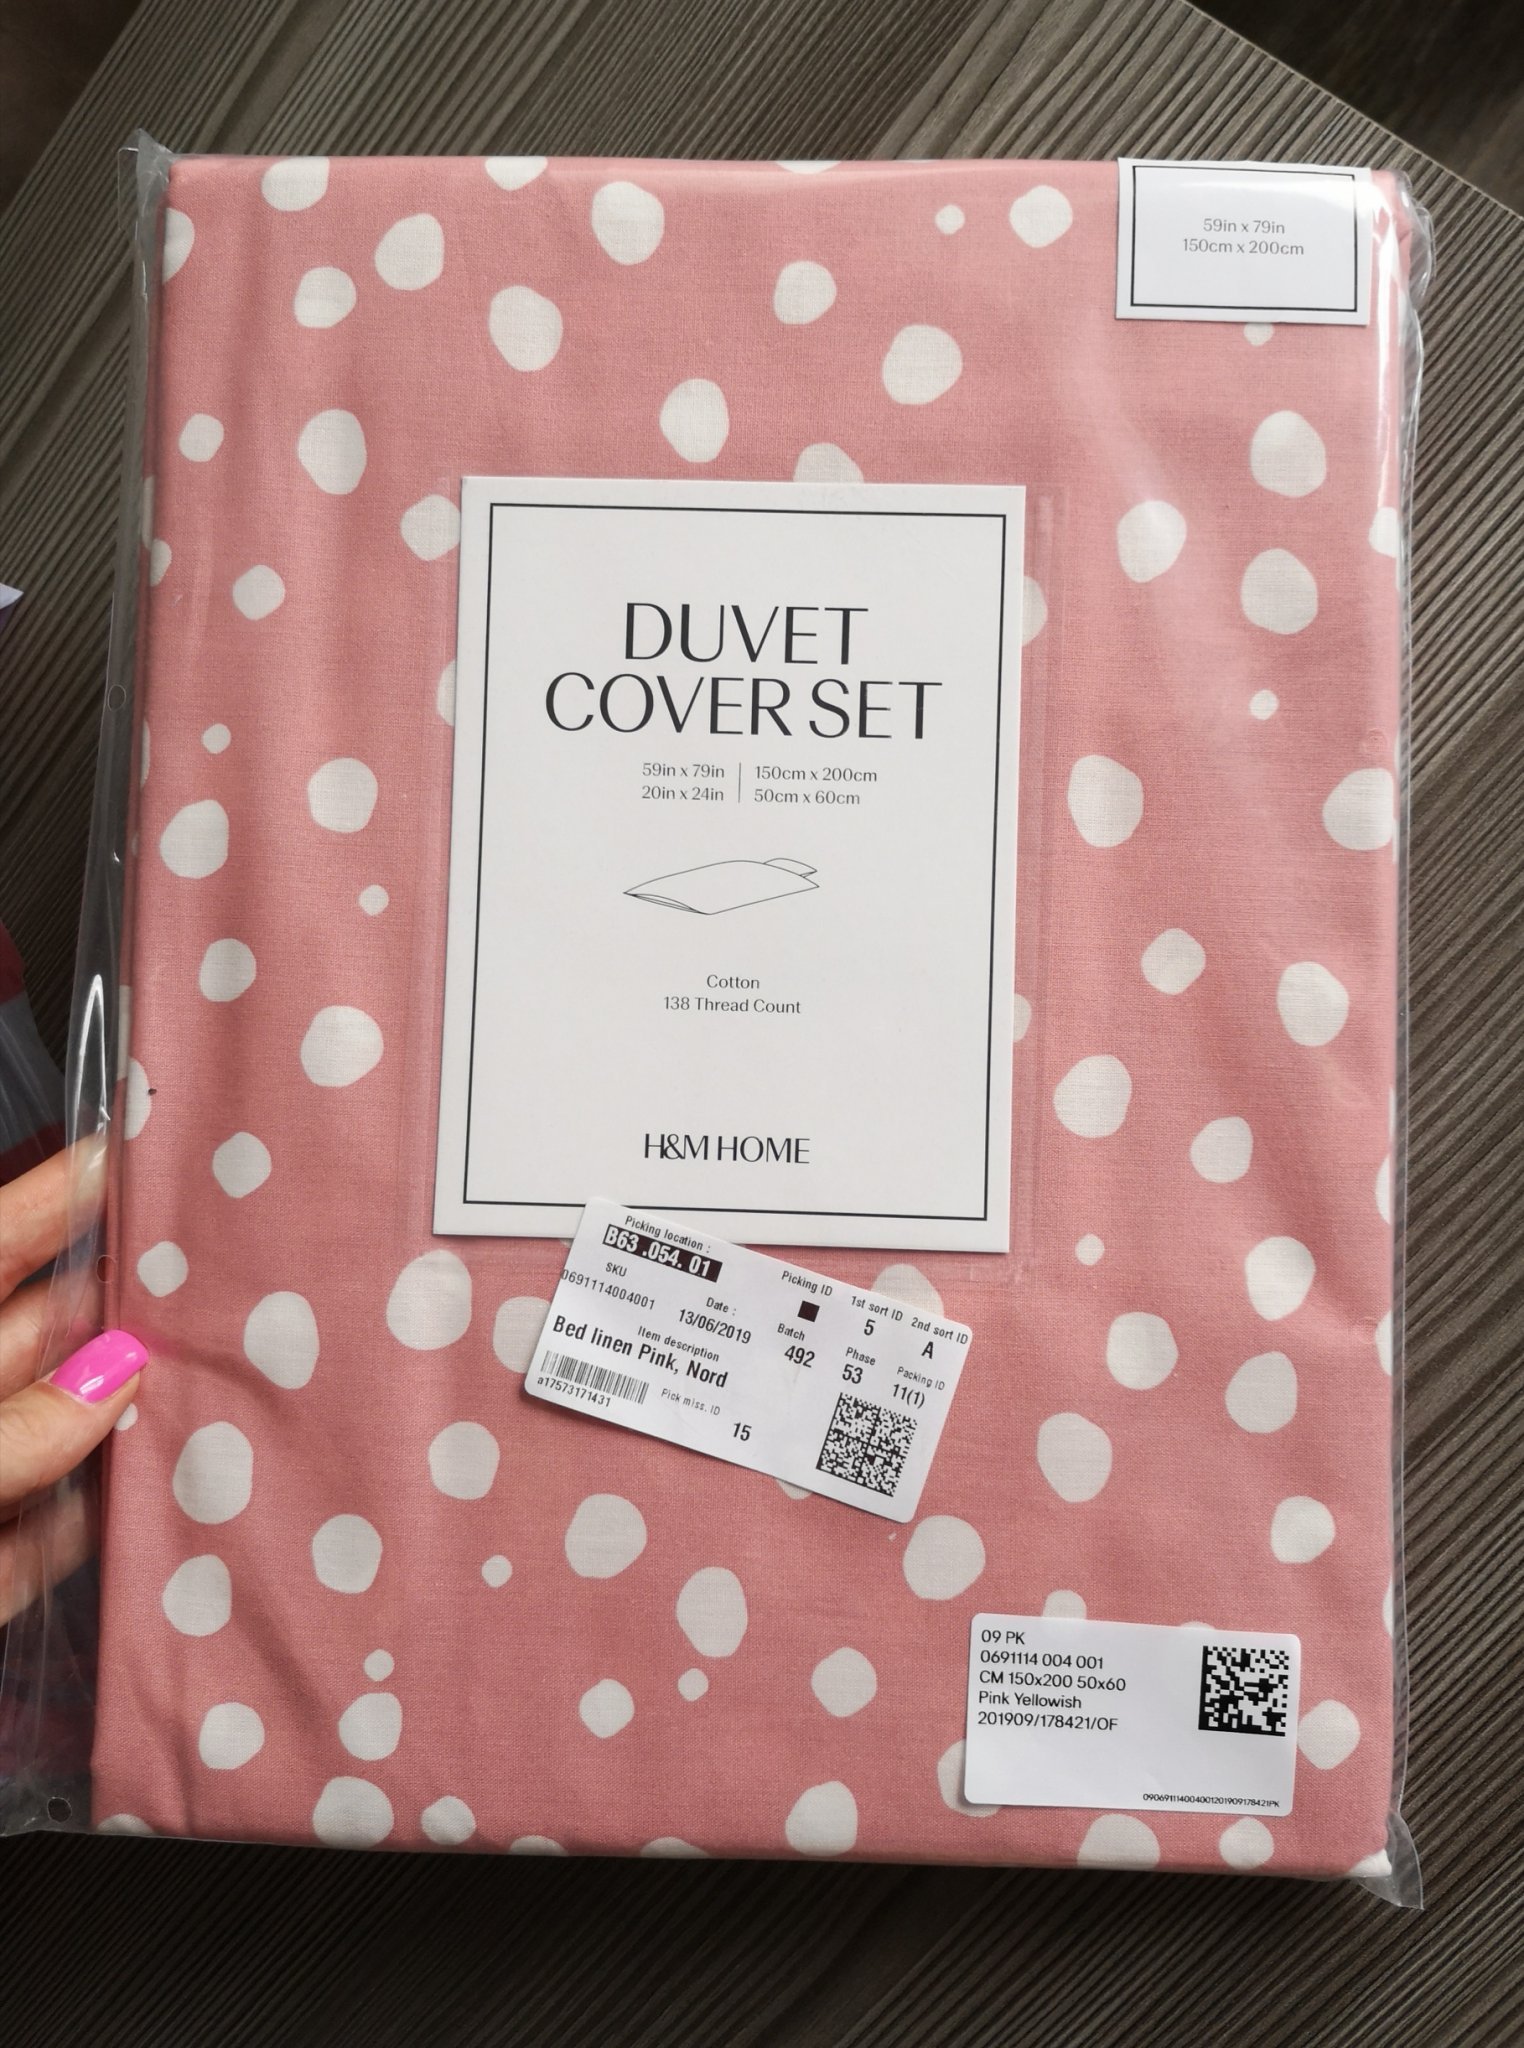 59in x 79in
150cm x 200cm
DUVET
COVER SET
59in x 79in | 150cm x 200cm
20in x 24in | 50cm x 60cm
Cotton
138 Thread Count
H&M HOME
Picking location :
B63 .054. 01
SKU
0691114004001
Date :
13/06/2019
Item description
Bed linen Pink, Nord
a17573171431
Pick miss. ID
15
Picking ID
Batch
492
1st sort ID
5
Phase
53
2nd sort ID
A
Packing ID
11(1)
09 PK
0691114 004 001
CM 150x200 50x60
Pink Yellowish
201909/178421/OF
090691114004001201909178421PK